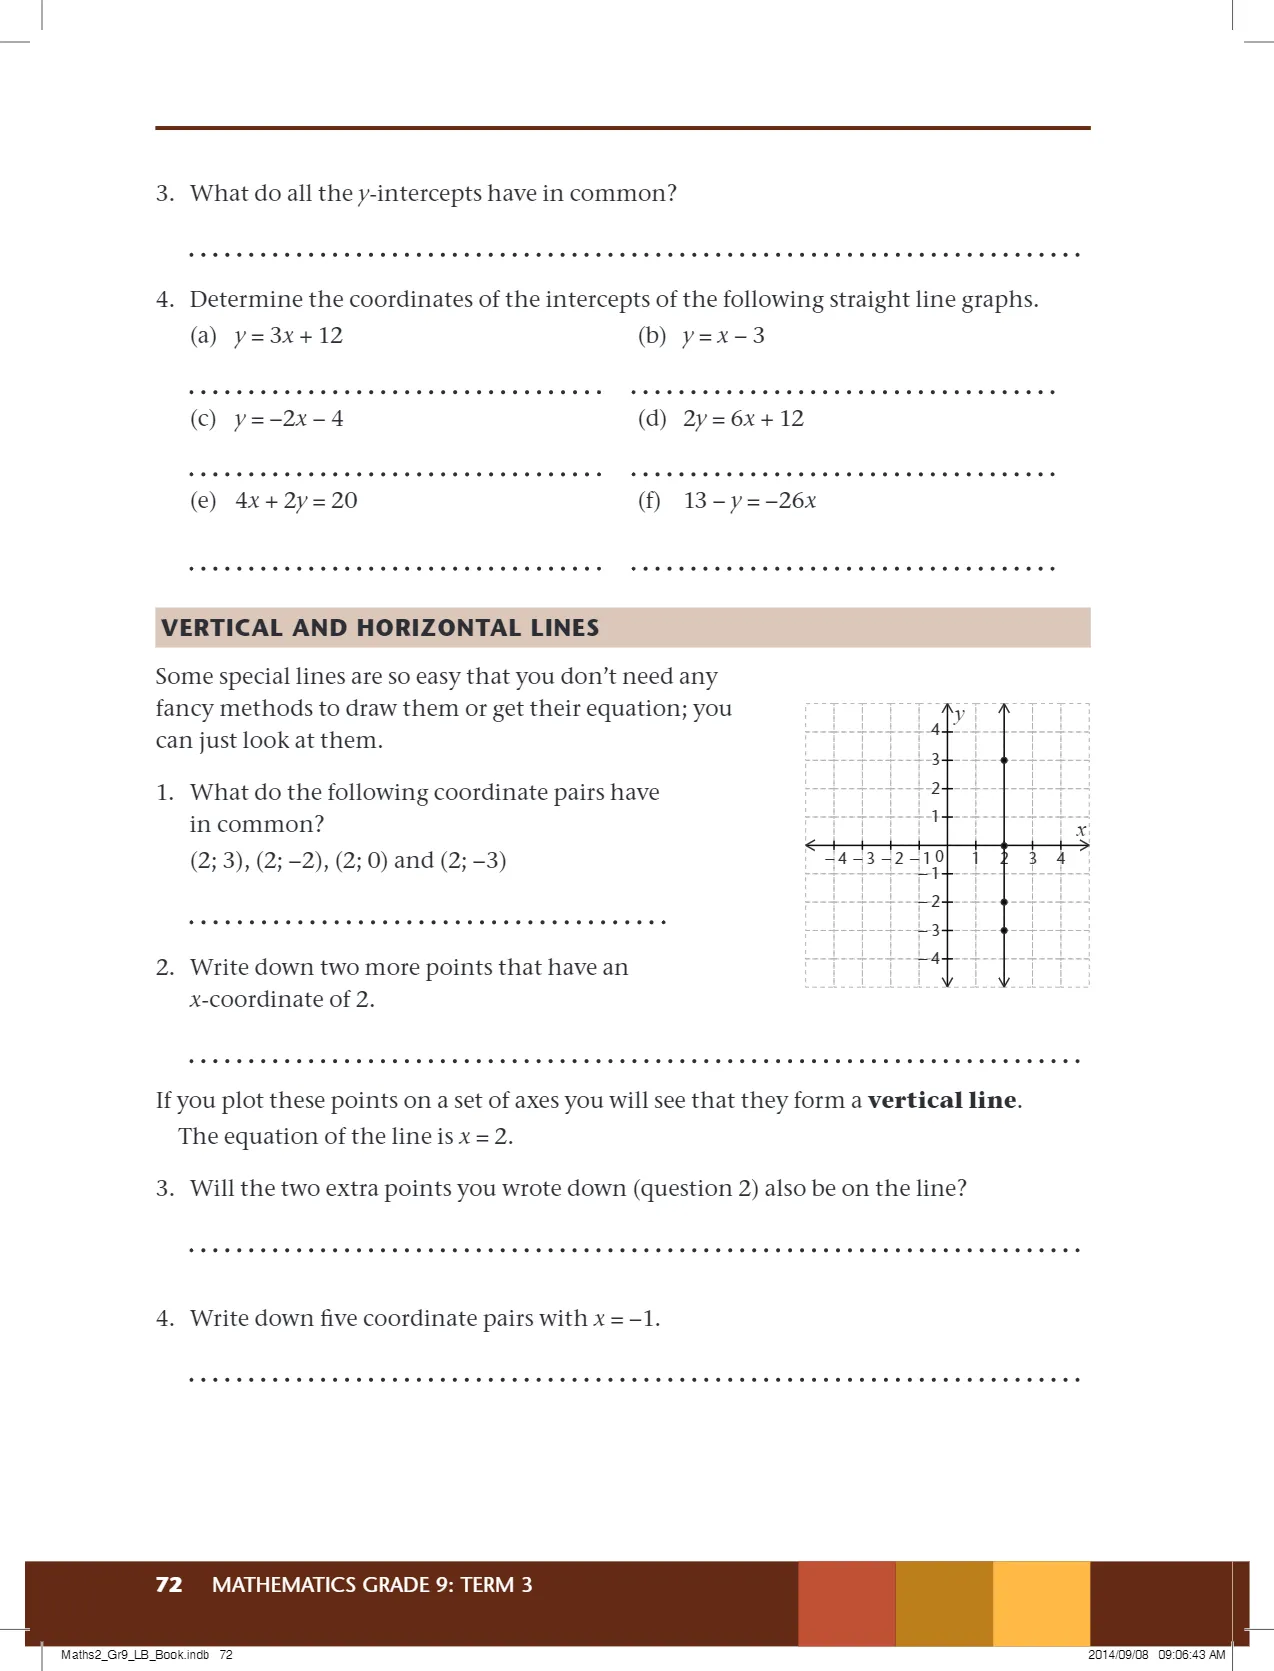 3. What do all the y-intercepts have in common?
4. Determine the coordinates of the intercepts of the following straight line graphs.
(a) y = 3x + 12 (b) y = x – 3
(c) y = –2x – 4 (d) 2y = 6x + 12
(e) 4x + 2y = 20 (f) 13 – y = –26x
VERTICAL AND HORIZONTAL LINES
Some special lines are so easy that you don’t need any
fancy methods to draw them or get their equation; you
can just look at them.
1. What do the following coordinate pairs have
in common?
(2; 3), (2; –2), (2; 0) and (2; –3)
y
4
3
2
1
x
–4 –3 –2 –1 0 1 2 3 4
–1
–2
–3
–4
2. Write down two more points that have an
x-coordinate of 2.
If you plot these points on a set of axes you will see that they form a vertical line.
The equation of the line is x = 2.
3. Will the two extra points you wrote down (question 2) also be on the line?
4. Write down five coordinate pairs with x = –1.
72 MATHEMATICS GRADE 9: TERM 3
Maths2_Gr9_LB_Book.indb 72 2014/09/08 09:06:43 AM